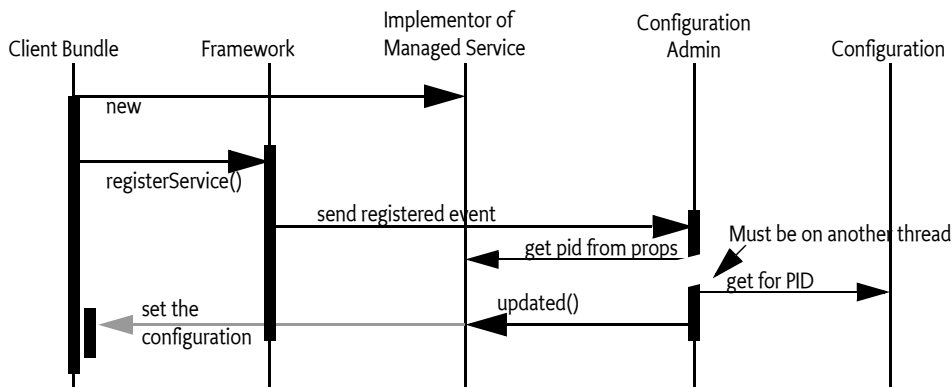 Client Bundle
Framework
Implementor of
Managed Service
Configuration
Admin
Configuration
new
registerService()
send registered event
get pid from props
Must be on another thread
get for PID
updated()
set the
configuration